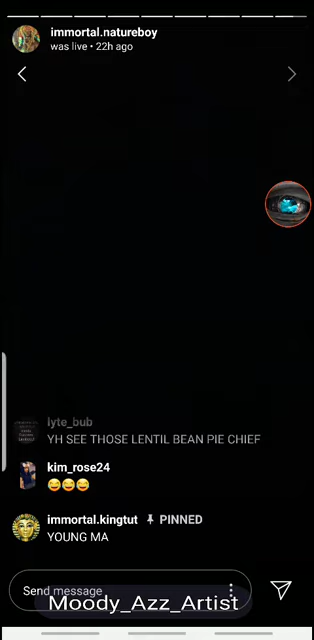 immortal.natureboy
was live • 22h ago
lyte_bub
YH SEE THOSE LENTIL BEAN PIE CHIEF
kim_rose24
😂😂😂
immortal.kingtut PINNED
YOUNG MA
Send message
Moody_Azz_Artist